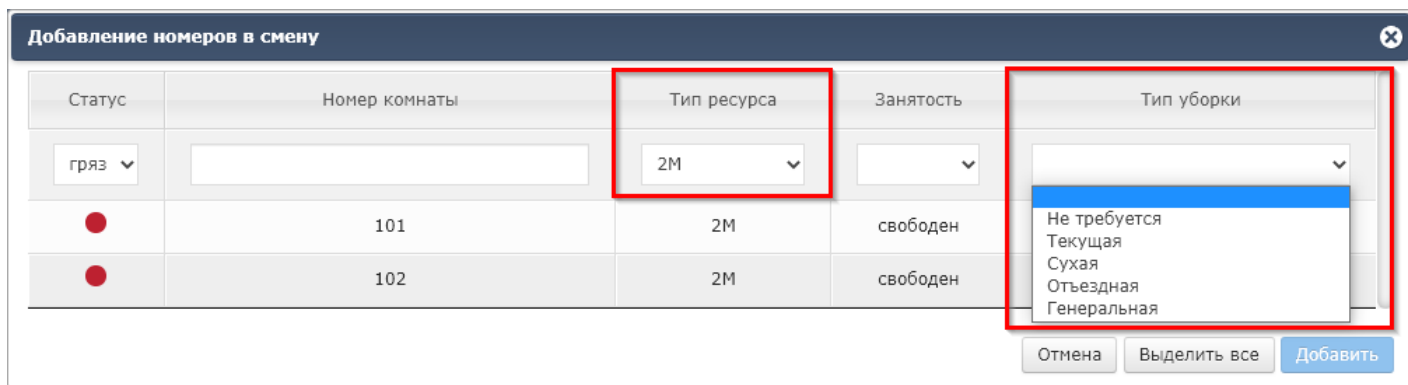 Добавление номеров в смену
Статус Номер комнаты Тип ресурса Занятость Тип уборки
гряз 2М
101 2М свободен
102 2М свободен
Не требуется
Текущая
Сухая
Отъездная
Генеральная
Отмена Выделить все Добавить